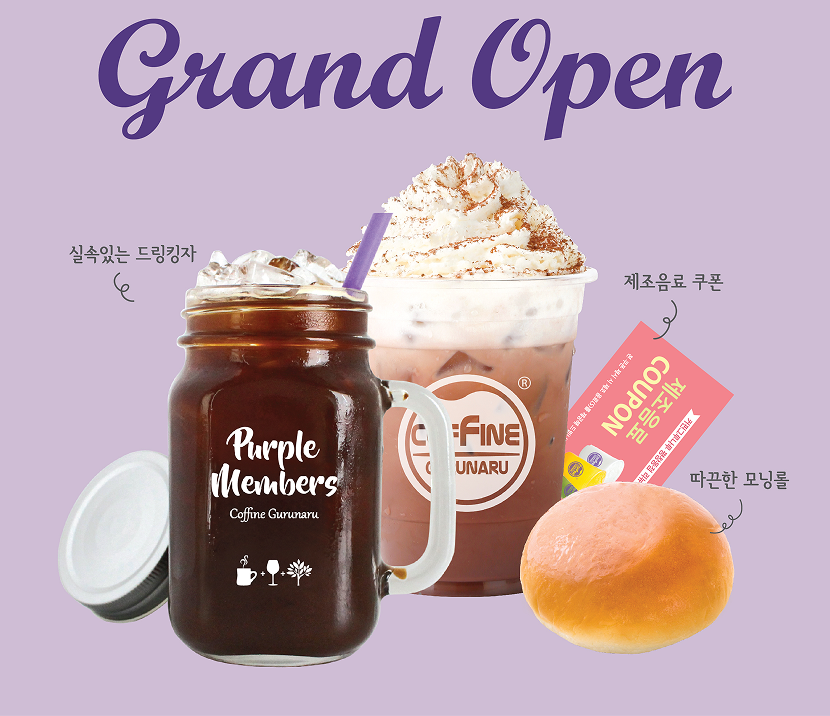 Grand Open
실속있는 드링킹자
제조음료 쿠폰
COFFINE
GURUNARU
®
제조음료
COUPON
따끈한 모닝롤
Purple
Members
Coffine Gurunaru